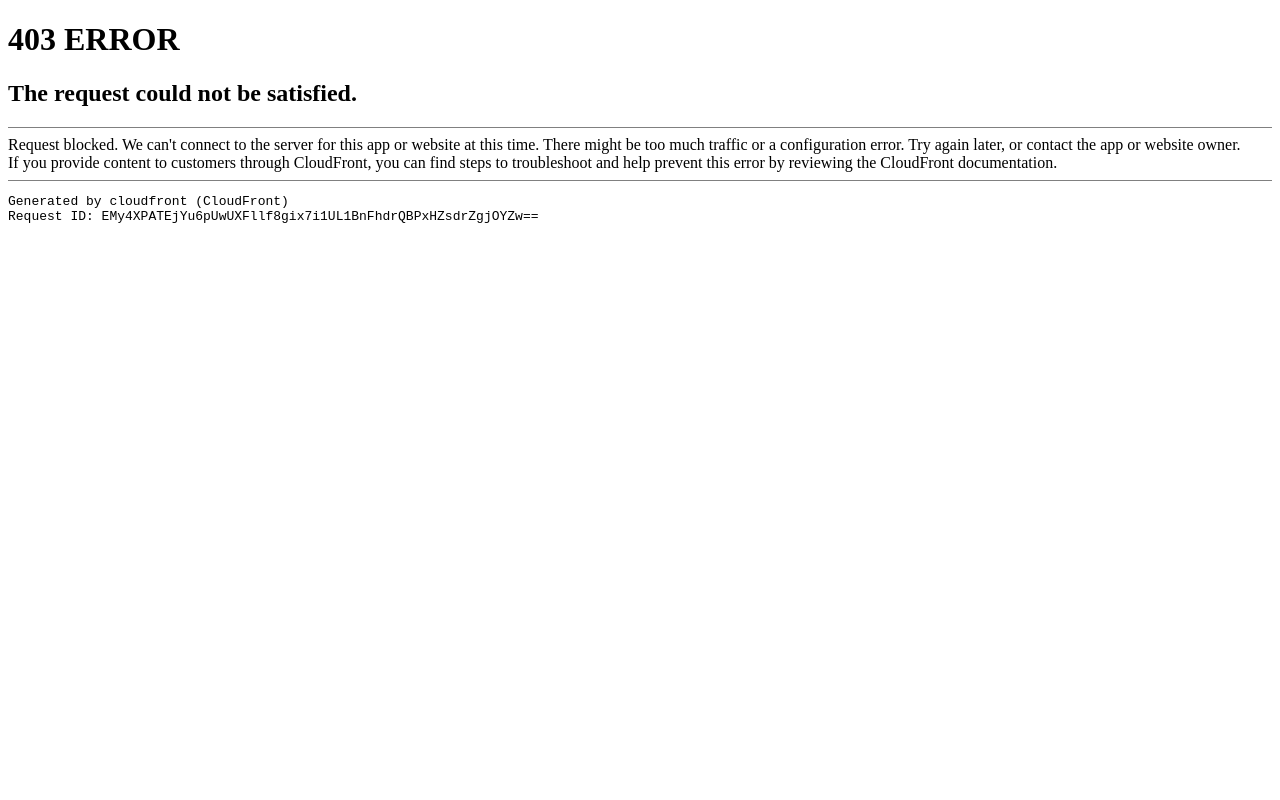 403 ERROR
The request could not be satisfied.
Request blocked. We can't connect to the server for this app or website at this time. There might be too much traffic or a configuration error. Try again later, or contact the app or website owner.
If you provide content to customers through CloudFront, you can find steps to troubleshoot and help prevent this error by reviewing the CloudFront documentation.
Generated by cloudfront (CloudFront)
Request ID: EMy4XPATEjYu6pUwUXFllf8gix7i1UL1BnFhdrQBPxHZsdrZgjOYZw==